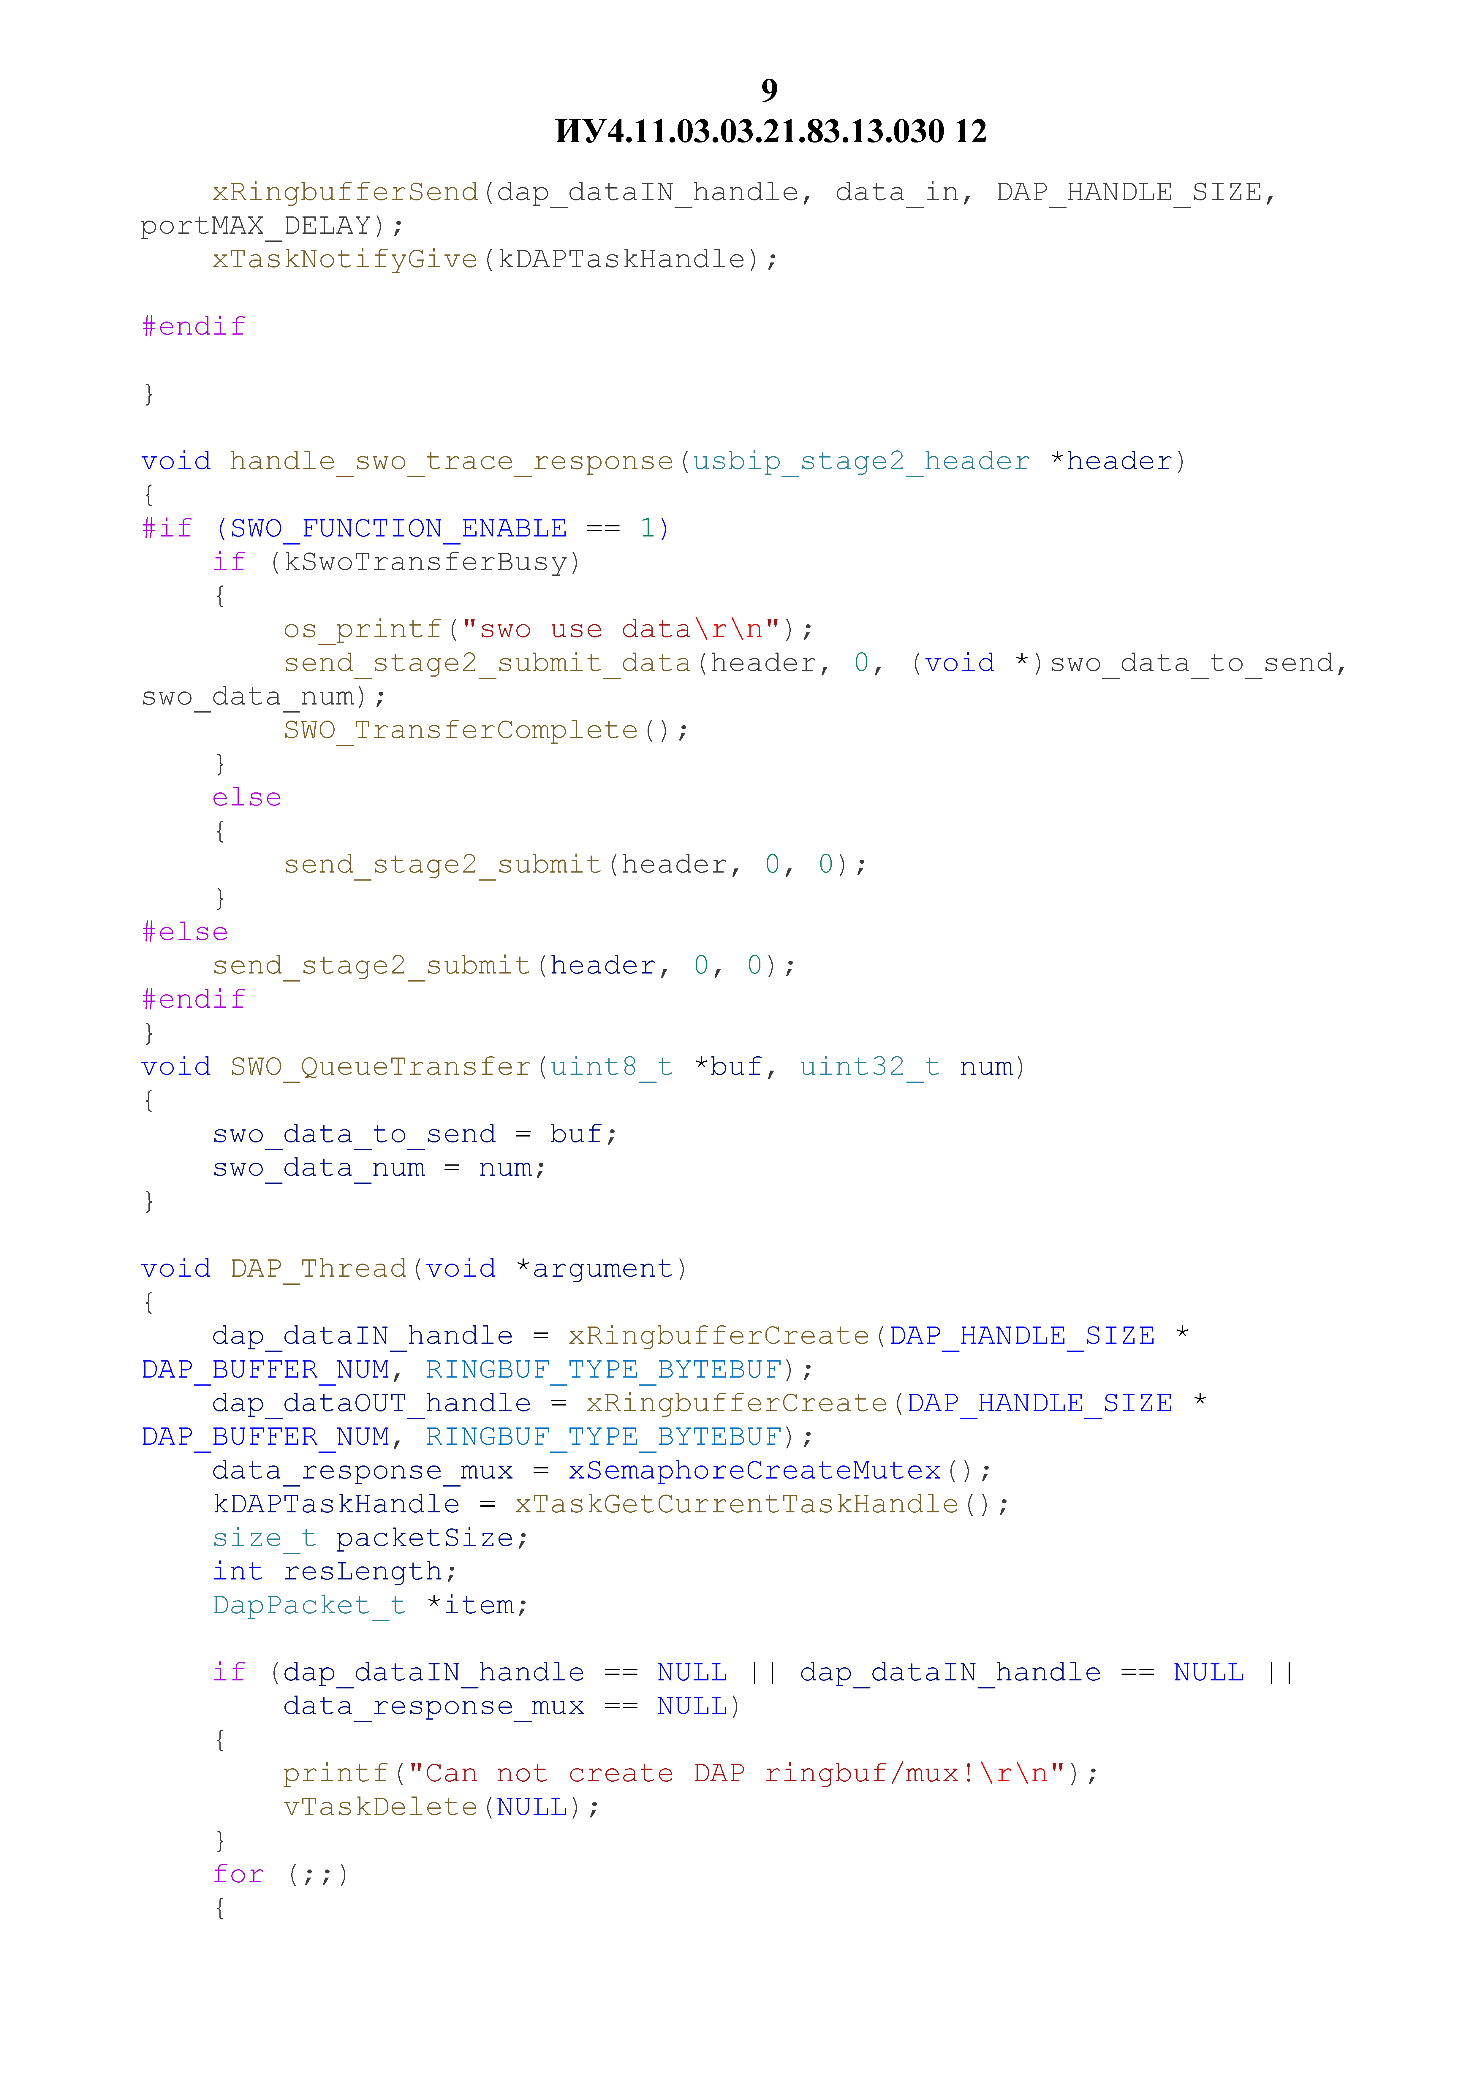 9
ИУ4.11.03.03.21.83.13.030 12
    xRingbufferSend(dap_dataIN_handle, data_in, DAP_HANDLE_SIZE,
portMAX_DELAY);
    xTaskNotifyGive(kDAPTaskHandle);
#endif
}
void handle_swo_trace_response(usbip_stage2_header *header)
{
#if (SWO_FUNCTION_ENABLE == 1)
    if (kSwoTransferBusy)
    {
        os_printf("swo use data\r\n");
        send_stage2_submit_data(header, 0, (void *)swo_data_to_send,
swo_data_num);
        SWO_TransferComplete();
    }
    else
    {
        send_stage2_submit(header, 0, 0);
    }
#else
    send_stage2_submit(header, 0, 0);
#endif
}
void SWO_QueueTransfer(uint8_t *buf, uint32_t num)
{
    swo_data_to_send = buf;
    swo_data_num = num;
}
void DAP_Thread(void *argument)
{
    dap_dataIN_handle = xRingbufferCreate(DAP_HANDLE_SIZE *
DAP_BUFFER_NUM, RINGBUF_TYPE_BYTEBUF);
    dap_dataOUT_handle = xRingbufferCreate(DAP_HANDLE_SIZE *
DAP_BUFFER_NUM, RINGBUF_TYPE_BYTEBUF);
    data_response_mux = xSemaphoreCreateMutex();
    kDAPTaskHandle = xTaskGetCurrentTaskHandle();
    size_t packetSize;
    int resLength;
    DapPacket_t *item;
    if (dap_dataIN_handle == NULL || dap_dataIN_handle == NULL ||
        data_response_mux == NULL)
    {
        printf("Can not create DAP ringbuf/mux!\r\n");
        vTaskDelete(NULL);
    }
    for (;;)
    {